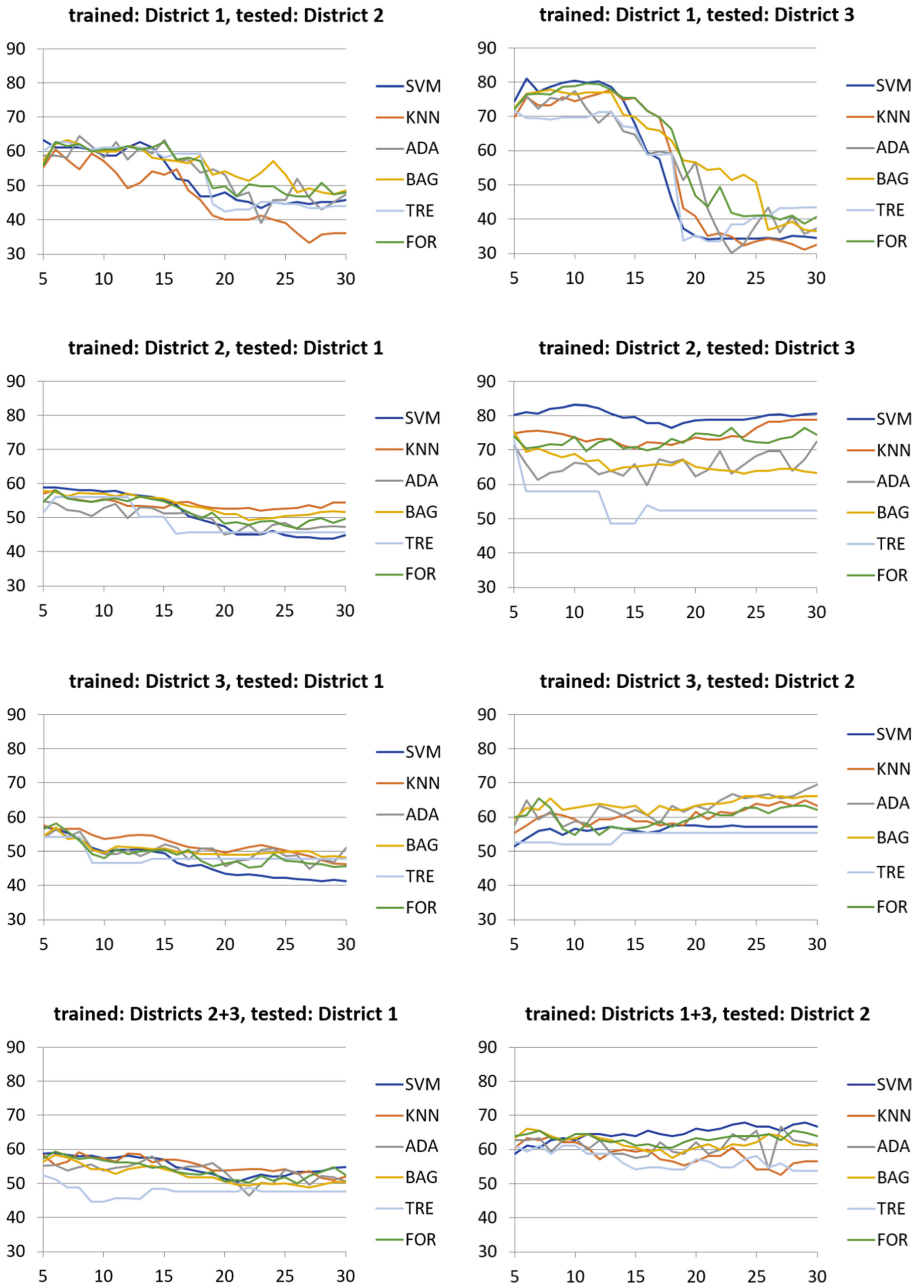 trained: District 1, tested: District 2
90
80
70
60
50
40
30
5 10 15 20 25 30
SVM
KNN
ADA
BAG
TRE
FOR
trained: District 1, tested: District 3
90
80
70
60
50
40
30
5 10 15 20 25 30
SVM
KNN
ADA
BAG
TRE
FOR
trained: District 2, tested: District 1
90
80
70
60
50
40
30
5 10 15 20 25 30
SVM
KNN
ADA
BAG
TRE
FOR
trained: District 2, tested: District 3
90
80
70
60
50
40
30
5 10 15 20 25 30
SVM
KNN
ADA
BAG
TRE
FOR
trained: District 3, tested: District 1
90
80
70
60
50
40
30
5 10 15 20 25 30
SVM
KNN
ADA
BAG
TRE
FOR
trained: District 3, tested: District 2
90
80
70
60
50
40
30
5 10 15 20 25 30
SVM
KNN
ADA
BAG
TRE
FOR
trained: Districts 2+3, tested: District 1
90
80
70
60
50
40
30
5 10 15 20 25 30
SVM
KNN
ADA
BAG
TRE
FOR
trained: Districts 1+3, tested: District 2
90
80
70
60
50
40
30
5 10 15 20 25 30
SVM
KNN
ADA
BAG
TRE
FOR